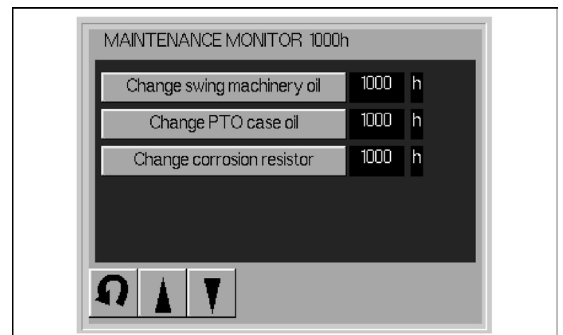 MAINTENANCE MONITOR 1000h
Change swing machinery oil 1000 h
Change PTO case oil 1000 h
Change corrosion resistor 1000 h